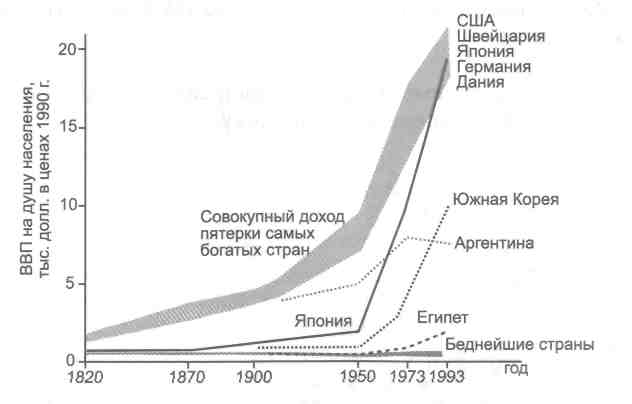 ВВП на душу населения,
тыс. долл. в ценах 1990 г.
20
15
10
5
0
США
Швейцария
Япония
Германия
Дания
Совокупный доход
пятерки самых
богатых стран
Южная Корея
Аргентина
Япония
Египет
Беднейшие страны
1820
1870
1900
1950
1973
1993
год